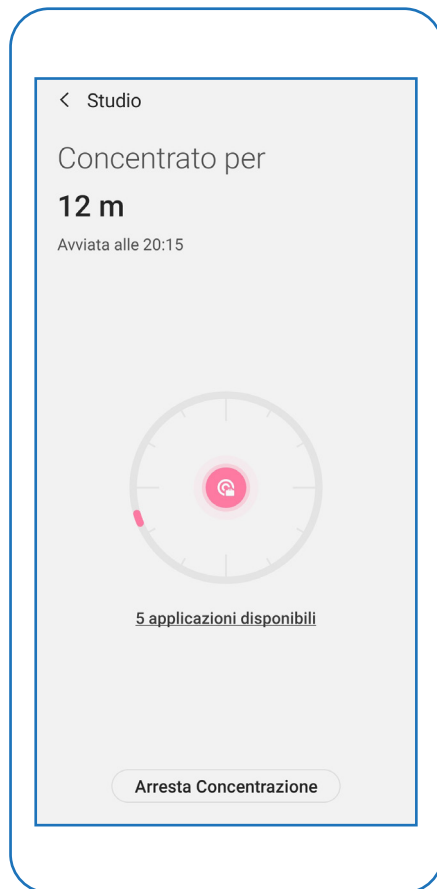 Studio
Concentrato per
12 m
Avviata alle 20:15
5 applicazioni disponibili
Arresta Concentrazione